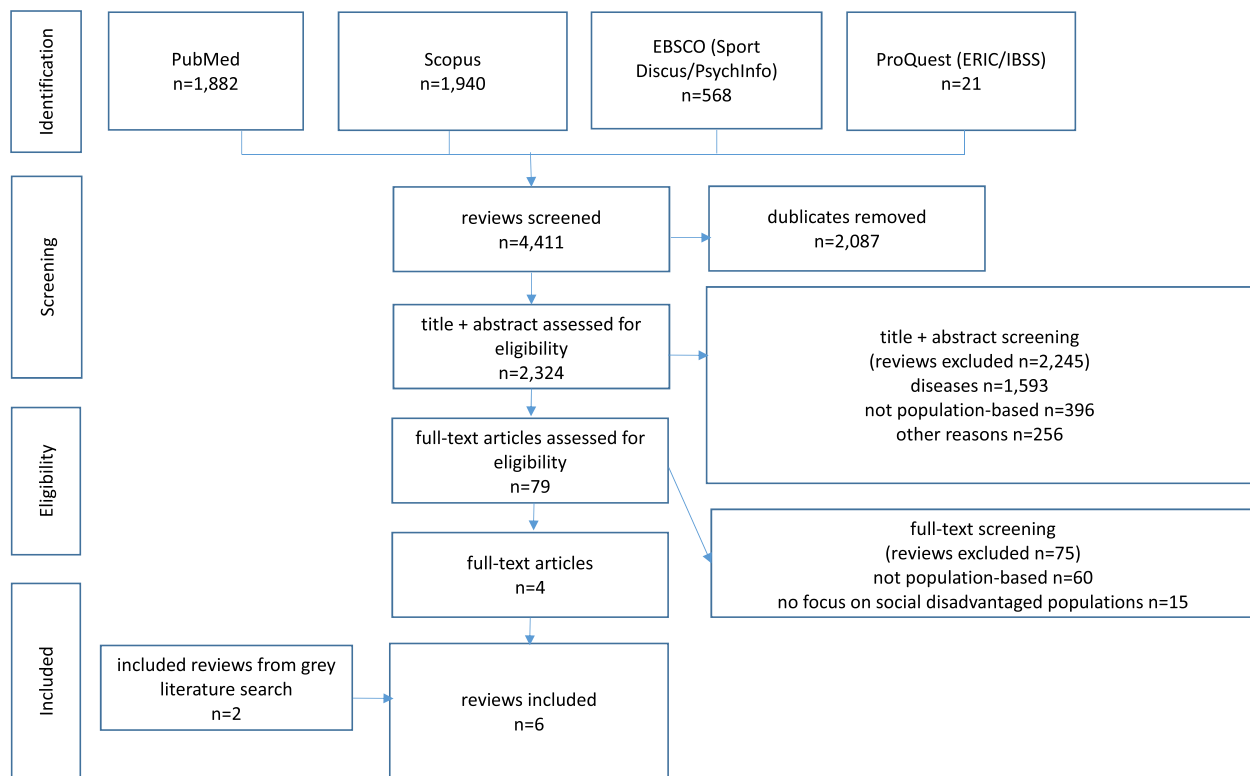 Identification
PubMed
n=1,882
Scopus
n=1,940
EBSCO (Sport
Discus/PsychInfo)
n=568
ProQuest (ERIC/IBSS)
n=21
Screening
reviews screened
n=4,411
dublicates removed
n=2,087
title + abstract assessed for
eligibility
n=2,324
title + abstract screening
(reviews excluded n=2,245)
diseases n=1,593
not population-based n=396
other reasons n=256
Eligibility
full-text articles assessed for
eligibility
n=79
full-text screening
(reviews excluded n=75)
not population-based n=60
no focus on social disadvantaged populations n=15
full-text articles
n=4
Included
included reviews from grey
literature search
n=2
reviews included
n=6